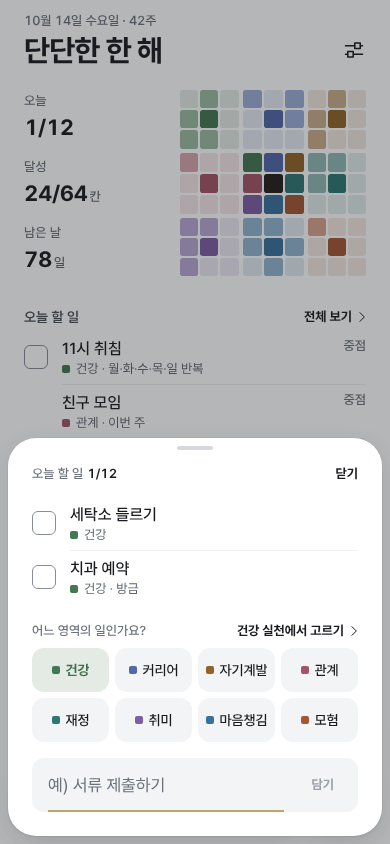 10월 14일 수요일 · 42주
단단한 한 해
오늘
1/12
달성
24/64칸
남은 날
78일
오늘 할 일
전체 보기
11시 취침
중점
건강 · 월·화·수·목·일 반복
친구 모임
중점
관계 · 이번 주
오늘 할 일 1/12
닫기
세탁소 들르기
건강
치과 예약
건강 · 방금
어느 영역의 일인가요?
건강 실천에서 고르기
건강
커리어
자기계발
관계
재정
취미
마음챙김
모험
예) 서류 제출하기
담기